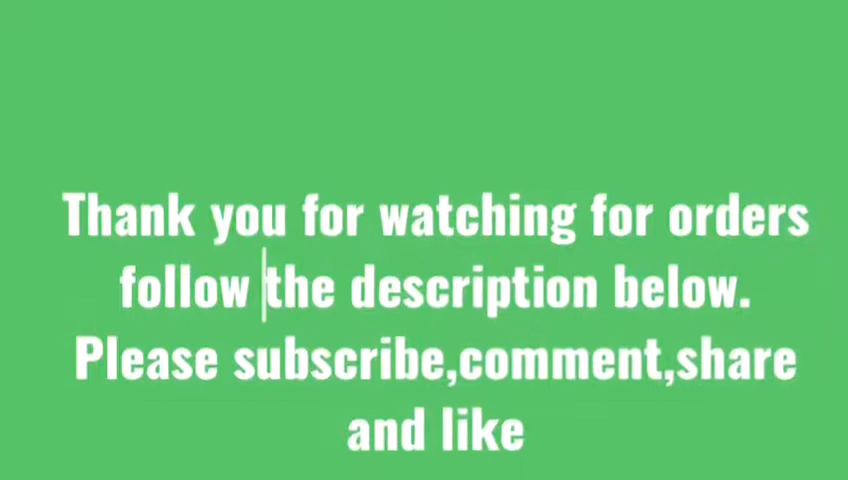 Thank you for watching for orders
follow the description below.
Please subscribe,comment,share
and like